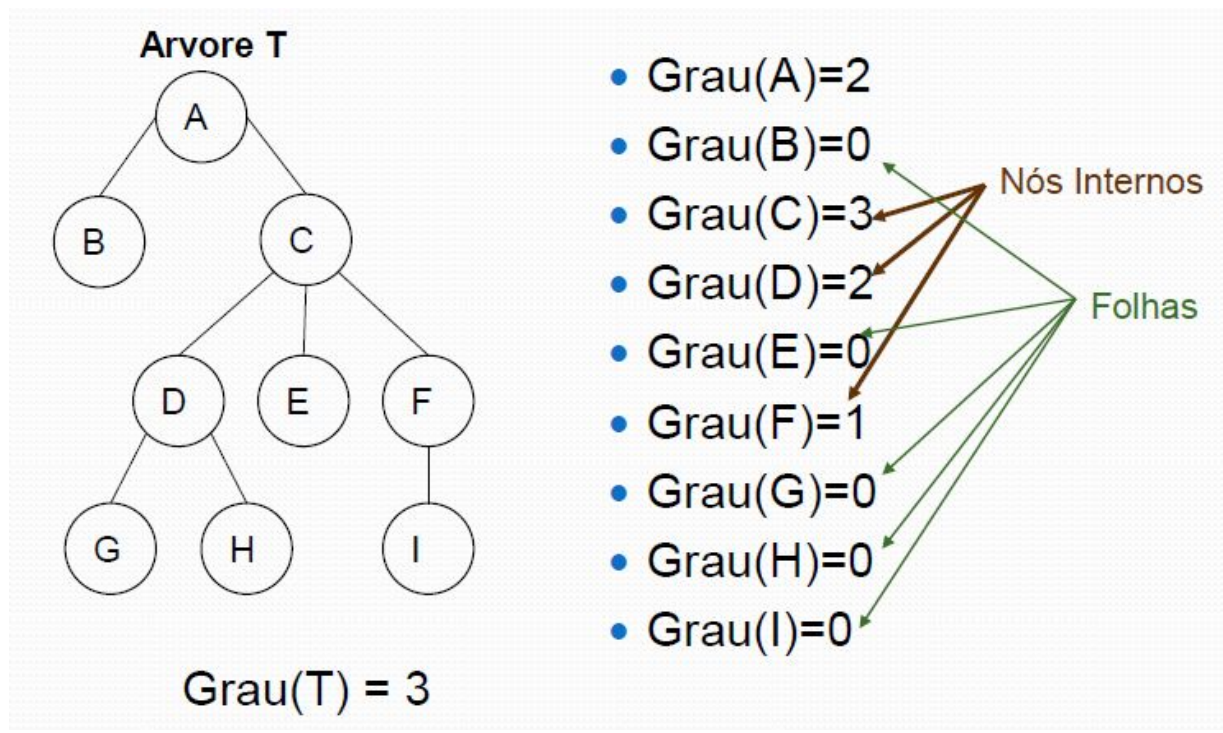 Arvore T
A
B
C
D
E
F
G
H
I
Grau(T) = 3
• Grau(A)=2
• Grau(B)=0
• Grau(C)=3
• Grau(D)=2
• Grau(E)=0
• Grau(F)=1
• Grau(G)=0
• Grau(H)=0
• Grau(I)=0
Nós Internos
Folhas